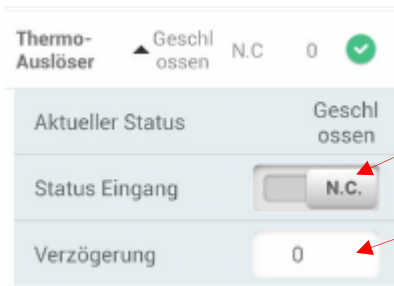 Thermo- Geschl N.C 0
Auslöser ossen
Aktueller Status Geschl
ossen
Status Eingang N.C.
Verzögerung 0